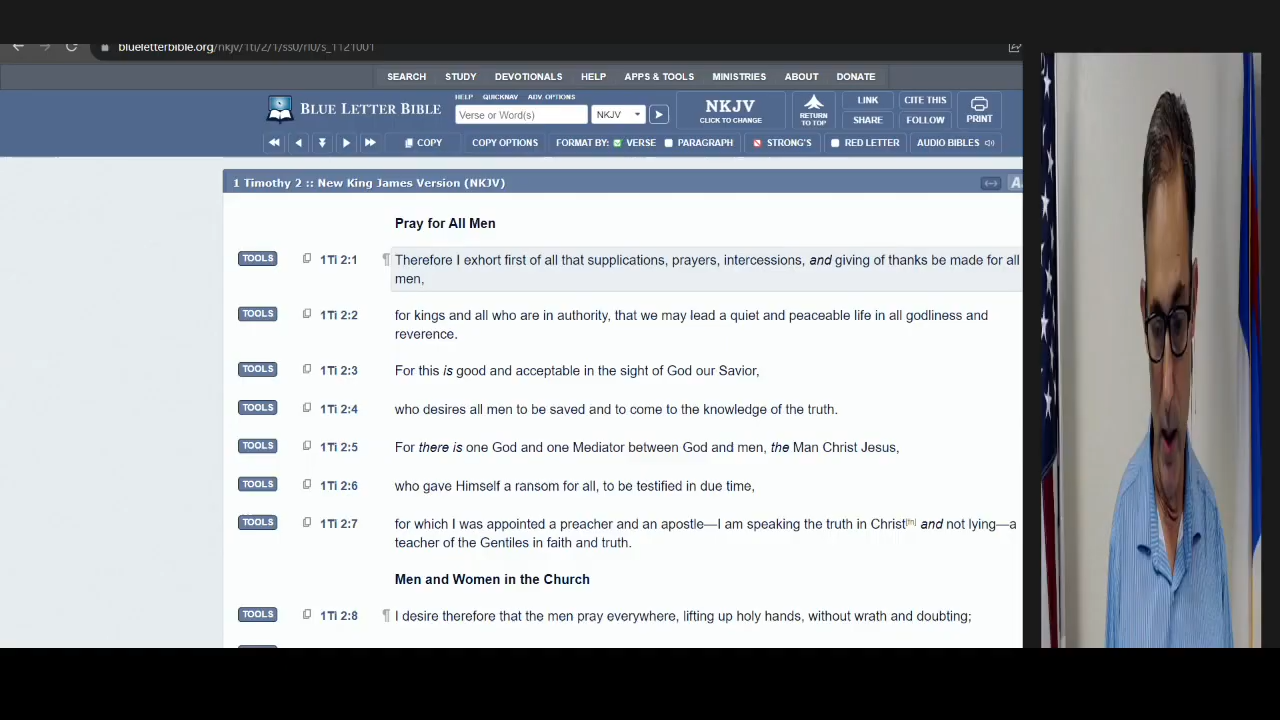 blueletterbible.org/nkjv/1ti/2/1/ss0/rl0/s_1121001
SEARCH STUDY DEVOTIONALS HELP APPS & TOOLS MINISTRIES ABOUT DONATE
BLUE LETTER BIBLE
HELP QUICKNAV ADV. OPTIONS
Verse or Word(s) NKJV
NKJV
CLICK TO CHANGE
RETURN
TO TOP
LINK CITE THIS
SHARE FOLLOW
PRINT
COPY COPY OPTIONS FORMAT BY: VERSE PARAGRAPH STRONG'S RED LETTER AUDIO BIBLES
1 Timothy 2 :: New King James Version (NKJV)
Pray for All Men
TOOLS 1Ti 2:1 ¶ Therefore I exhort first of all that supplications, prayers, intercessions, and giving of thanks be made for all
men,
TOOLS 1Ti 2:2 for kings and all who are in authority, that we may lead a quiet and peaceable life in all godliness and
reverence.
TOOLS 1Ti 2:3 For this is good and acceptable in the sight of God our Savior,
TOOLS 1Ti 2:4 who desires all men to be saved and to come to the knowledge of the truth.
TOOLS 1Ti 2:5 For there is one God and one Mediator between God and men, the Man Christ Jesus,
TOOLS 1Ti 2:6 who gave Himself a ransom for all, to be testified in due time,
TOOLS 1Ti 2:7 for which I was appointed a preacher and an apostle—I am speaking the truth in Christ[fn] and not lying—a
teacher of the Gentiles in faith and truth.
Men and Women in the Church
TOOLS 1Ti 2:8 ¶ I desire therefore that the men pray everywhere, lifting up holy hands, without wrath and doubting;